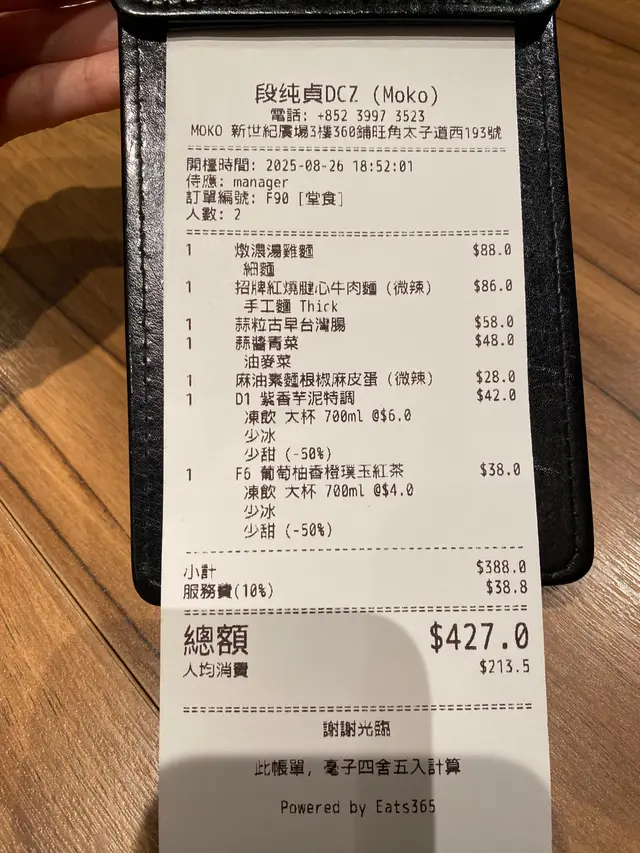 段純貞DCZ (Moko)
電話: +852 3997 3523
MOKO 新世紀廣場3樓360鋪旺角太子道西193號
開檯時間: 2025-08-26 18:52:01
侍應: manager
訂單編號: F90 [堂食]
人數: 2
1 燉濃湯雞麵 $88.0
細麵
1 招牌紅燒腱心牛肉麵 (微辣) $86.0
手工麵 Thick
1 蒜粒古早台灣腸 $58.0
1 蒜醬青菜 $48.0
油麥菜
1 麻油素麵根椒麻皮蛋 (微辣) $28.0
1 D1 紫香芋泥特調 $42.0
凍飲 大杯 700ml @$6.0
少冰
少甜 (-50%)
1 F6 葡萄柚香橙璞玉紅茶 $38.0
凍飲 大杯 700ml @$4.0
少冰
少甜 (-50%)
小計 $388.0
服務費(10%) $38.8
總額 $427.0
人均消費 $213.5
謝謝光臨
此帳單, 毫子四舍五入計算
Powered by Eats365